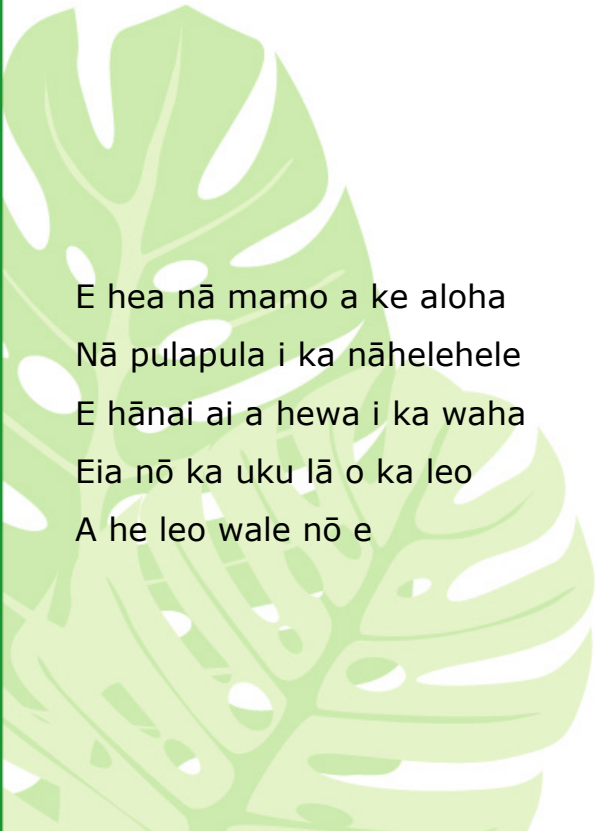 E hea nā mamo a ke aloha
Nā pulapula i ka nāhelehele
E hānai ai a hewa i ka waha
Eia nō ka uku lā o ka leo
A he leo wale nō e